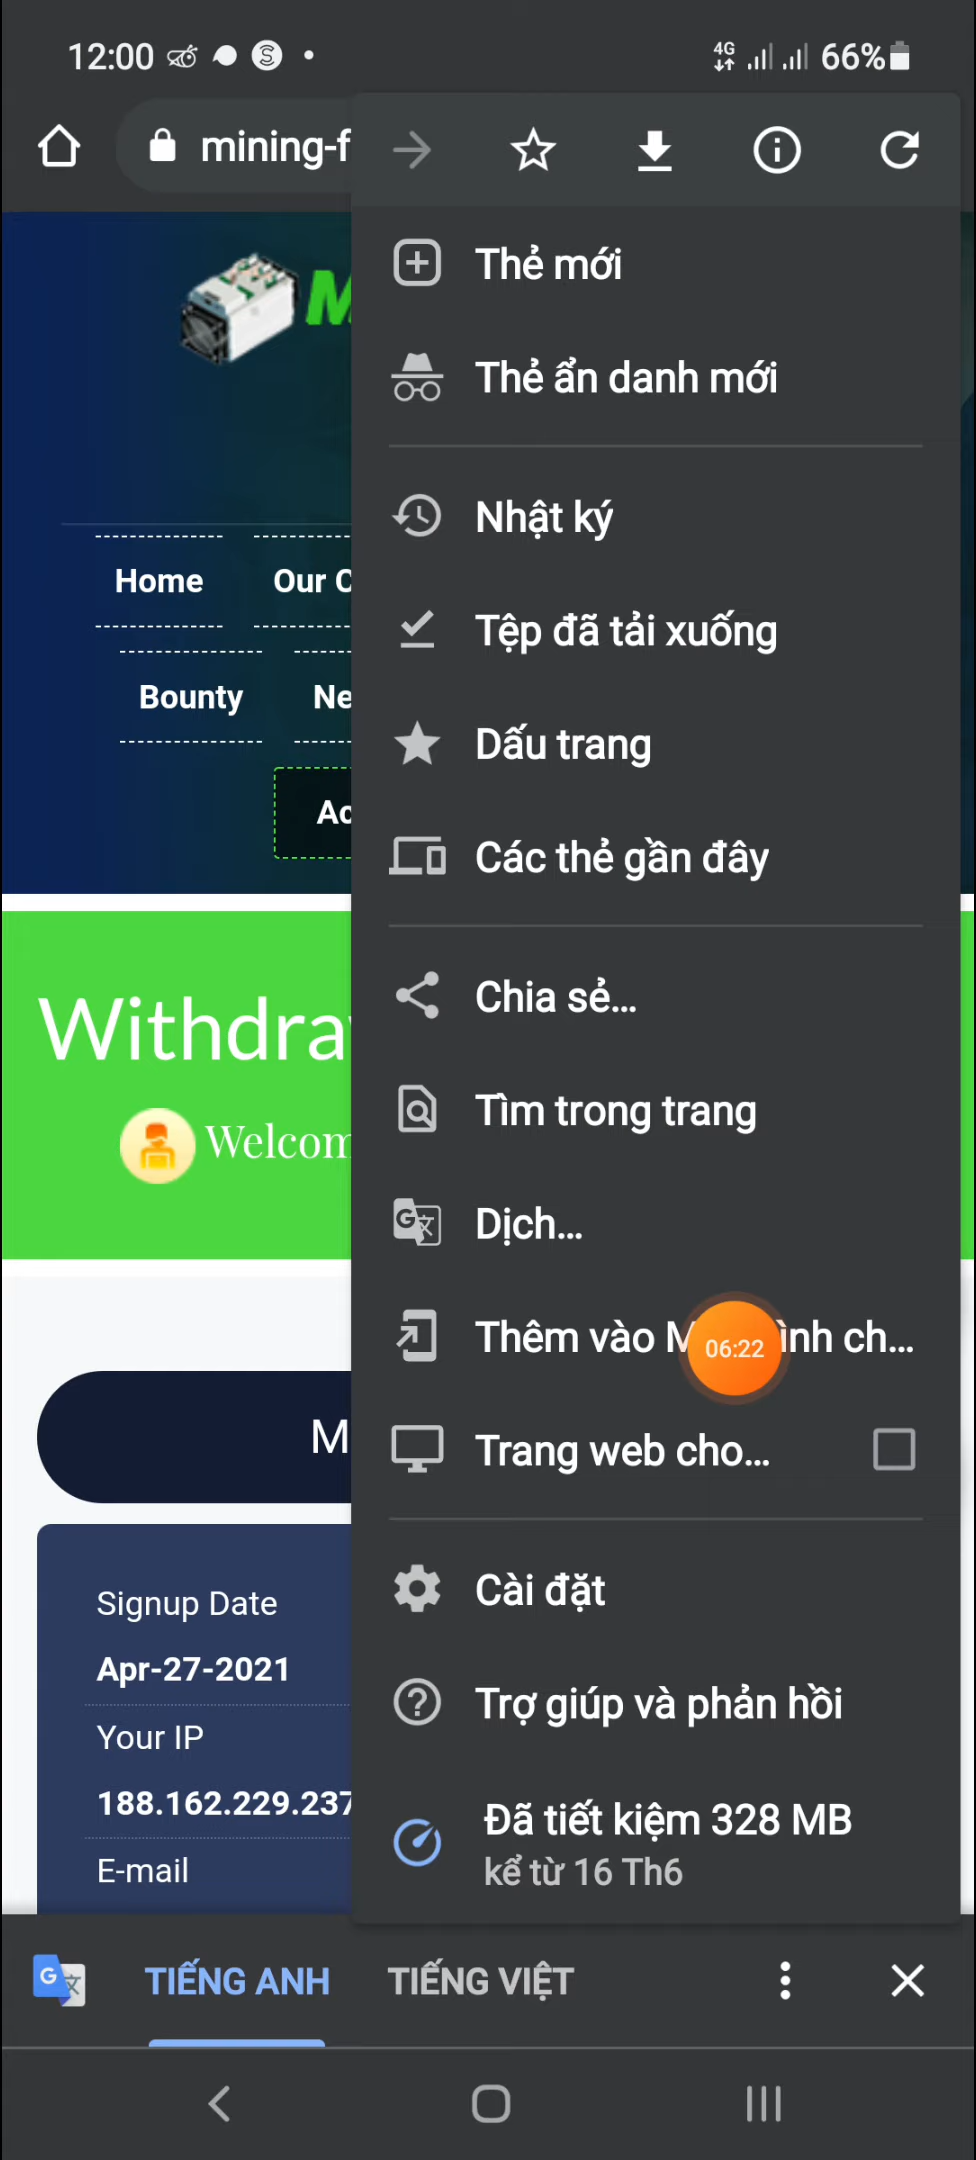 12:00
4G
66%
mining-f
M
Thẻ mới
Thẻ ẩn danh mới
Nhật ký
Tệp đã tải xuống
Dấu trang
Các thẻ gần đây
Chia sẻ...
Tìm trong trang
Dịch...
Thêm vào M ình ch...
06:22
Trang web cho...
Cài đặt
Trợ giúp và phản hồi
Đã tiết kiệm 328 MB
kể từ 16 Th6
Home
Our C
Bounty
Ne
Ac
Withdra
Welcom
M
Signup Date
Apr-27-2021
Your IP
188.162.229.237
E-mail
TIẾNG ANH
TIẾNG VIỆT